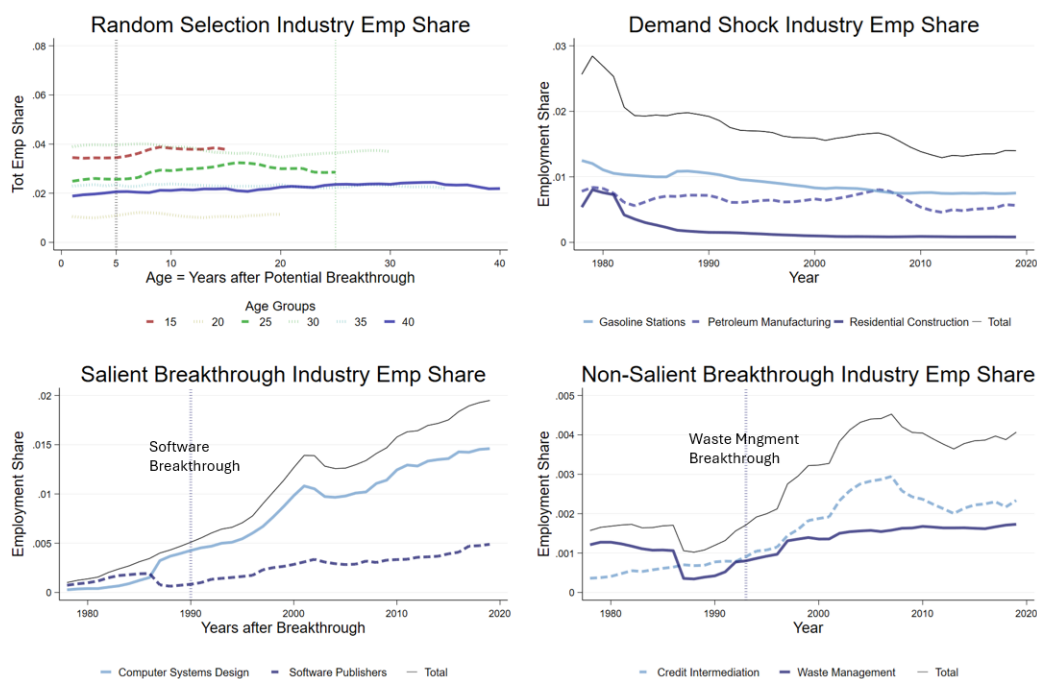 Random Selection Industry Emp Share
Tot Emp Share
.08
.06
.04
.02
0
0 5 10 20 30 40
Age = Years after Potential Breakthrough
Age Groups
15 20 25 30 35 40
Demand Shock Industry Emp Share
Employment Share
.03
.02
.01
0
1980 1990 2000 2010 2020
Year
Gasoline Stations Petroleum Manufacturing Residential Construction Total
Salient Breakthrough Industry Emp Share
Employment Share
.02
.015
.01
.005
0
Software
Breakthrough
1980 1990 2000 2010 2020
Years after Breakthrough
Computer Systems Design Software Publishers Total
Non-Salient Breakthrough Industry Emp Share
Employment Share
.005
.004
.003
.002
.001
0
Waste Mngment
Breakthrough
1980 1990 2000 2010 2020
Year
Credit Intermediation Waste Management Total